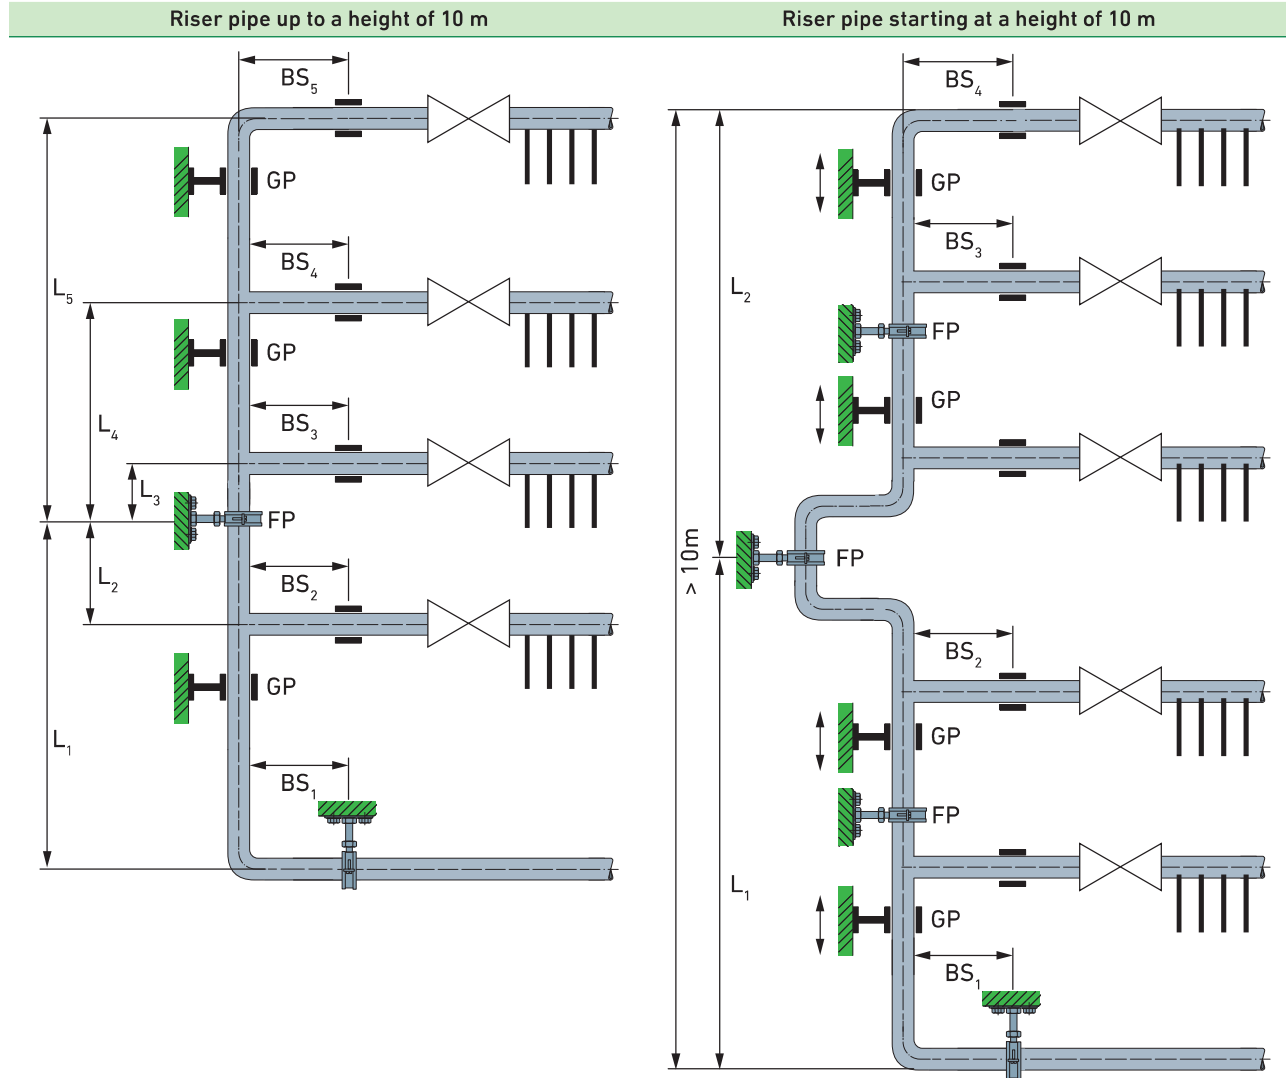 Riser pipe up to a height of 10 m
BS5
GP
BS4
L5
GP
L4
BS3
L3
FP
L2
BS2
GP
L1
BS1
Riser pipe starting at a height of 10 m
BS4
GP
BS3
L2
FP
GP
> 10m
FP
BS2
GP
FP
L1
GP
BS1